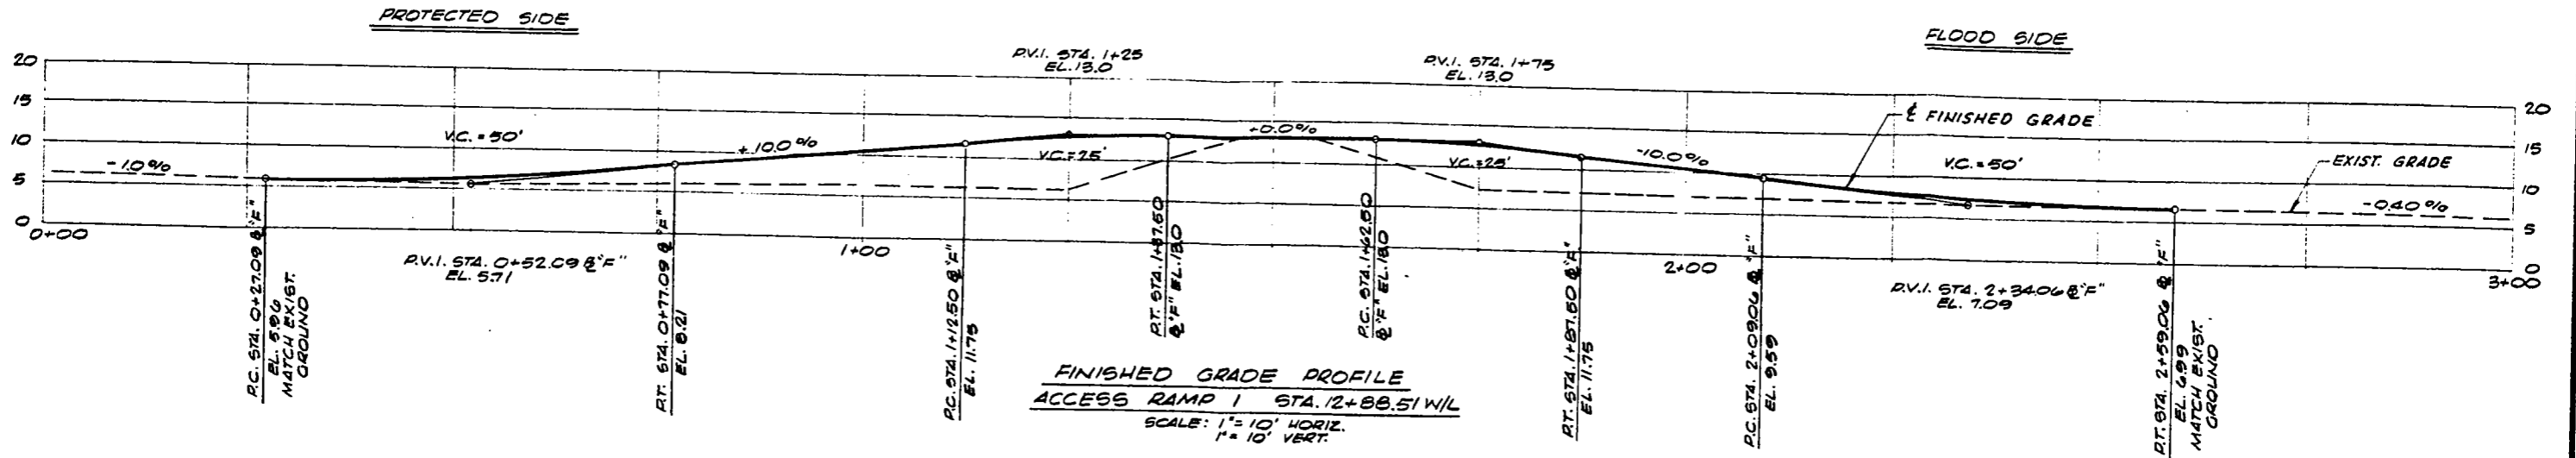 PROTECTED SIDE
FLOOD SIDE
P.V.I. STA. 1+25
EL. 13.0
P.V.I. STA. 1+75
EL. 13.0
20
15
10
5
0
20
15
10
5
0
-1.0%
V.C. = 50'
+10.0%
V.C. = 25'
+0.0%
V.C. = 25'
-10.0%
V.C. = 50'
℄ FINISHED GRADE
EXIST. GRADE
-0.40%
0+00
1+00
2+00
3+00
P.V.I. STA. 0+52.09 ℄ "F"
EL. 5.71
P.V.I. STA. 2+34.06 ℄ "F"
EL. 7.09
P.C. STA. 0+27.09 ℄ "F"
EL. 5.96
MATCH EXIST.
GROUND
P.T. STA. 0+77.09 ℄ "F"
EL. 8.21
P.C. STA. 1+12.50 ℄ "F"
EL. 11.75
P.T. STA. 1+37.50
℄ "F" EL. 13.0
P.C. STA. 1+62.50
℄ "F" EL. 13.0
P.T. STA. 1+87.50 ℄ "F"
EL. 11.75
P.C. STA. 2+09.06 ℄ "F"
EL. 9.59
P.T. STA. 2+59.06 ℄ "F"
EL. 6.99
MATCH EXIST.
GROUND
FINISHED GRADE PROFILE
ACCESS RAMP 1 STA. 12+88.51 W/L
SCALE: 1"= 10' HORIZ.
1"= 10' VERT.